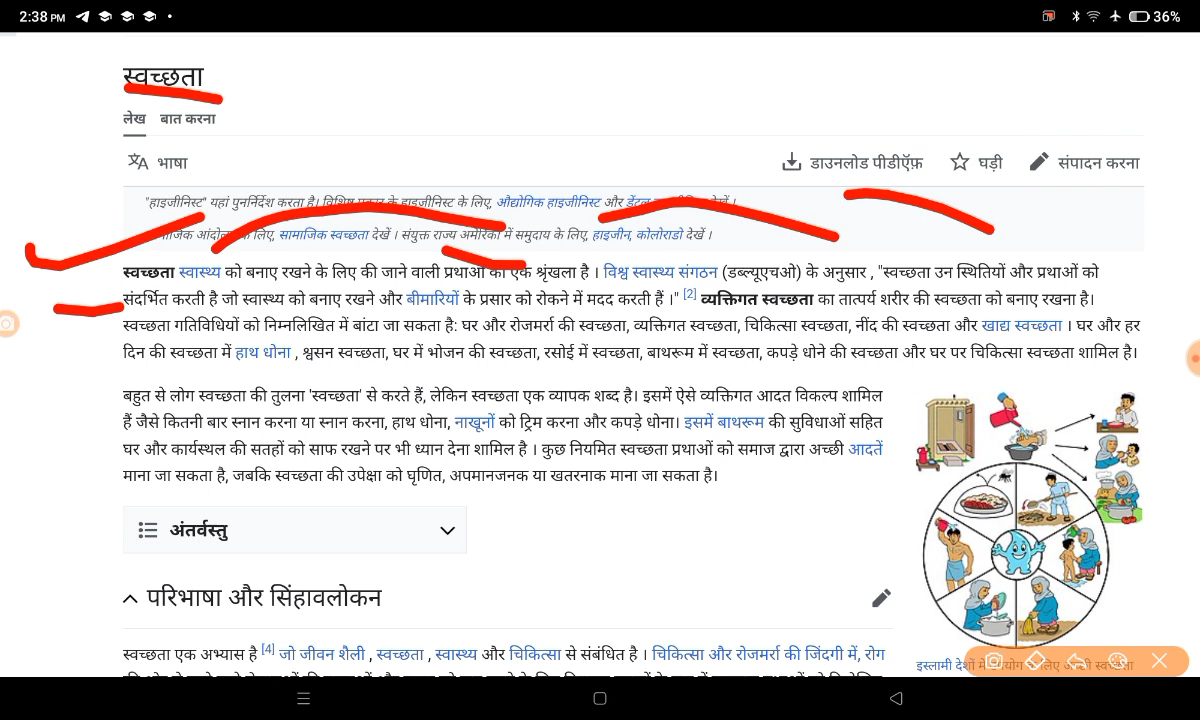 2:38 PM
36%
स्वच्छता
लेख बात करना
भाषा डाउनलोड पीडीऍफ़ घड़ी संपादन करना
"हाइजीनिस्ट" यहां पुनर्निर्देश करता है। विशिष्ट प्रकार के हाइजीनिस्ट के लिए, औद्योगिक हाइजीनिस्ट और डेंटल देखें ।
के लिए, सामाजिक स्वच्छता देखें । संयुक्त राज्य अमेरिका में समुदाय के लिए, हाइजीन, कोलोराडो देखें ।
स्वच्छता स्वास्थ्य को बनाए रखने के लिए की जाने वाली प्रथाओं की एक श्रृंखला है । विश्व स्वास्थ्य संगठन (डब्ल्यूएचओ) के अनुसार , "स्वच्छता उन स्थितियों और प्रथाओं को
संदर्भित करती है जो स्वास्थ्य को बनाए रखने और बीमारियों के प्रसार को रोकने में मदद करती हैं ।" [2] व्यक्तिगत स्वच्छता का तात्पर्य शरीर की स्वच्छता को बनाए रखना है।
स्वच्छता गतिविधियों को निम्नलिखित में बांटा जा सकता है: घर और रोजमर्रा की स्वच्छता, व्यक्तिगत स्वच्छता, चिकित्सा स्वच्छता, नींद की स्वच्छता और खाद्य स्वच्छता । घर और हर
दिन की स्वच्छता में हाथ धोना , श्वसन स्वच्छता, घर में भोजन की स्वच्छता, रसोई में स्वच्छता, बाथरूम में स्वच्छता, कपड़े धोने की स्वच्छता और घर पर चिकित्सा स्वच्छता शामिल है।
बहुत से लोग स्वच्छता की तुलना 'स्वच्छता' से करते हैं, लेकिन स्वच्छता एक व्यापक शब्द है। इसमें ऐसे व्यक्तिगत आदत विकल्प शामिल
हैं जैसे कितनी बार स्नान करना या स्नान करना, हाथ धोना, नाखूनों को ट्रिम करना और कपड़े धोना। इसमें बाथरूम की सुविधाओं सहित
घर और कार्यस्थल की सतहों को साफ रखने पर भी ध्यान देना शामिल है । कुछ नियमित स्वच्छता प्रथाओं को समाज द्वारा अच्छी आदतें
माना जा सकता है, जबकि स्वच्छता की उपेक्षा को घृणित, अपमानजनक या खतरनाक माना जा सकता है।
अंतर्वस्तु
परिभाषा और सिंहावलोकन
स्वच्छता एक अभ्यास है [4] जो जीवन शैली , स्वच्छता , स्वास्थ्य और चिकित्सा से संबंधित है । चिकित्सा और रोजमर्रा की जिंदगी में, रोग
इस्लामी देशों में लिए स्वच्छता